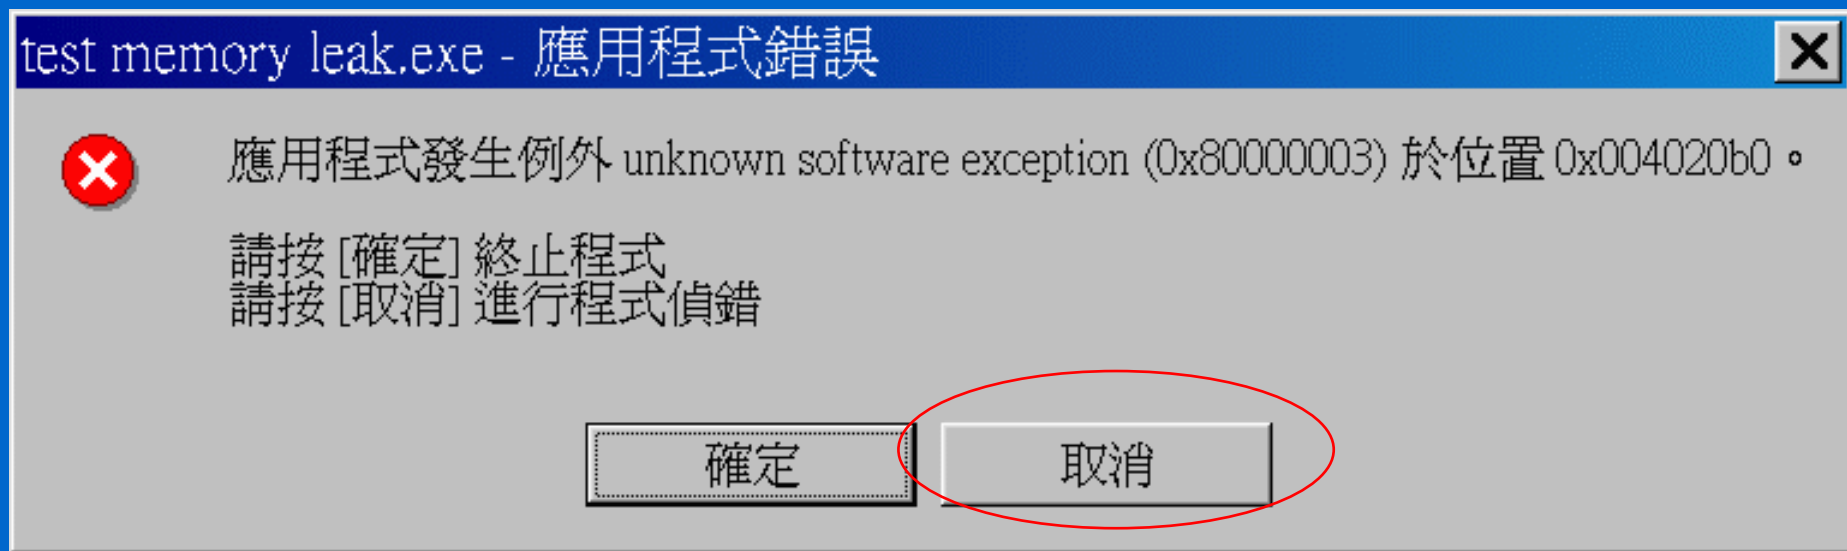 test memory leak.exe - 應用程式錯誤
應用程式發生例外 unknown software exception (0x80000003) 於位置 0x004020b0。
請按 [確定] 終止程式
請按 [取消] 進行程式偵錯
確定
取消